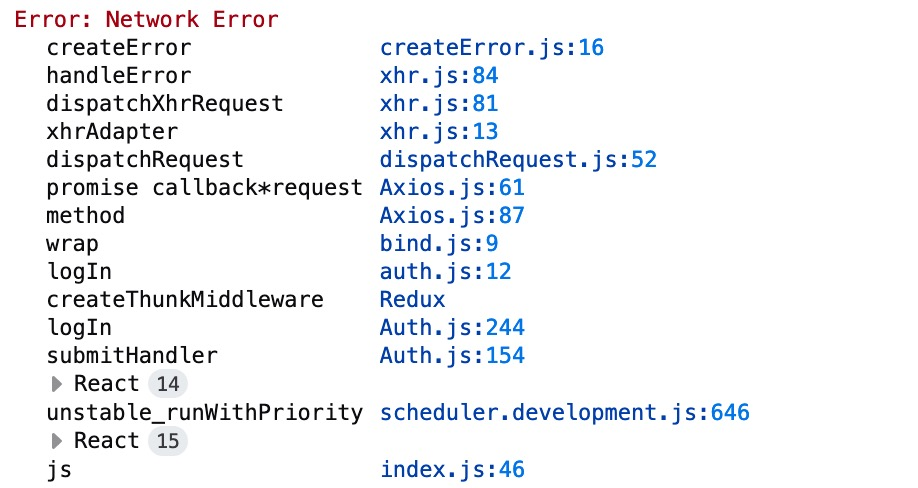 Error: Network Error
createError createError.js:16
handleError xhr.js:84
dispatchXhrRequest xhr.js:81
xhrAdapter xhr.js:13
dispatchRequest dispatchRequest.js:52
promise callback*request Axios.js:61
method Axios.js:87
wrap bind.js:9
logIn auth.js:12
createThunkMiddleware Redux
logIn Auth.js:244
submitHandler Auth.js:154
React 14
unstable_runWithPriority scheduler.development.js:646
React 15
js index.js:46